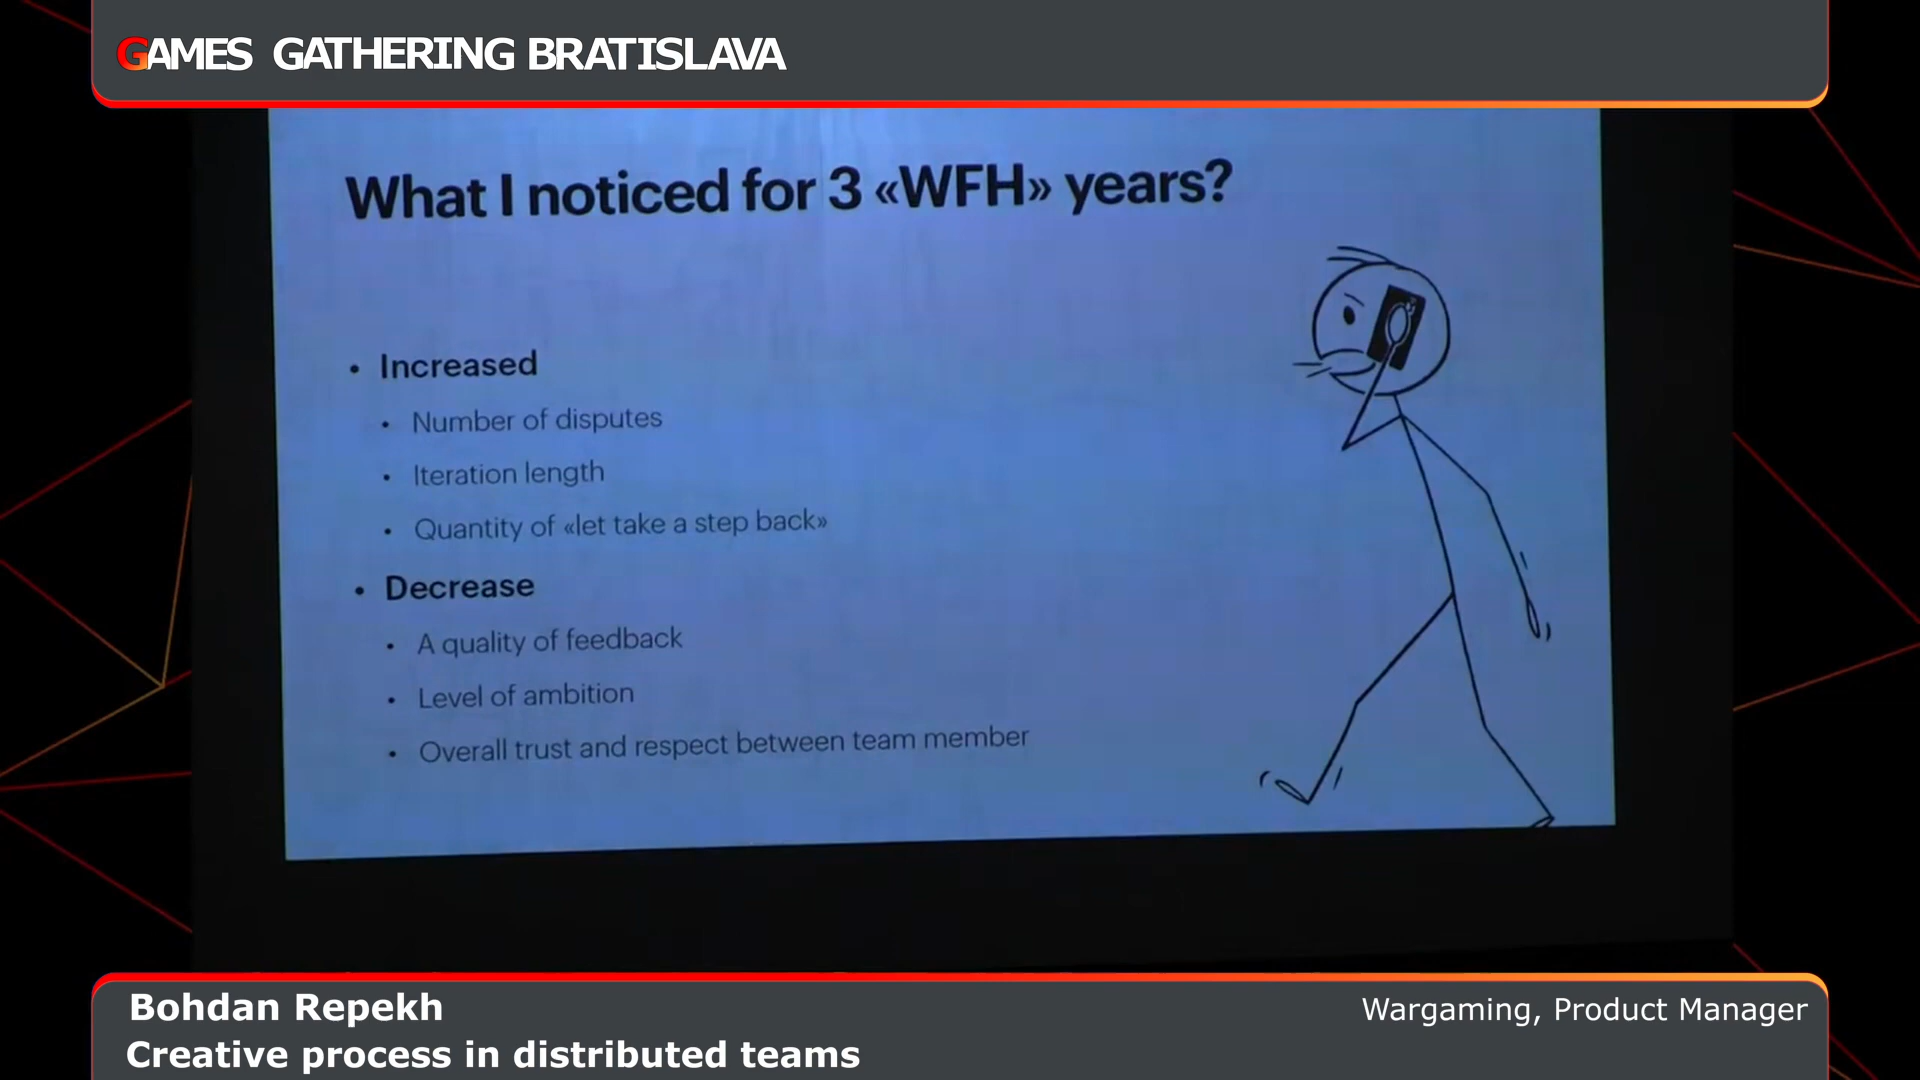 GAMES GATHERING BRATISLAVA
What I noticed for 3 «WFH» years?
• Increased
• Number of disputes
• Iteration length
• Quantity of «let take a step back»
• Decrease
• A quality of feedback
• Level of ambition
• Overall trust and respect between team member
Bohdan Repekh
Wargaming, Product Manager
Creative process in distributed teams